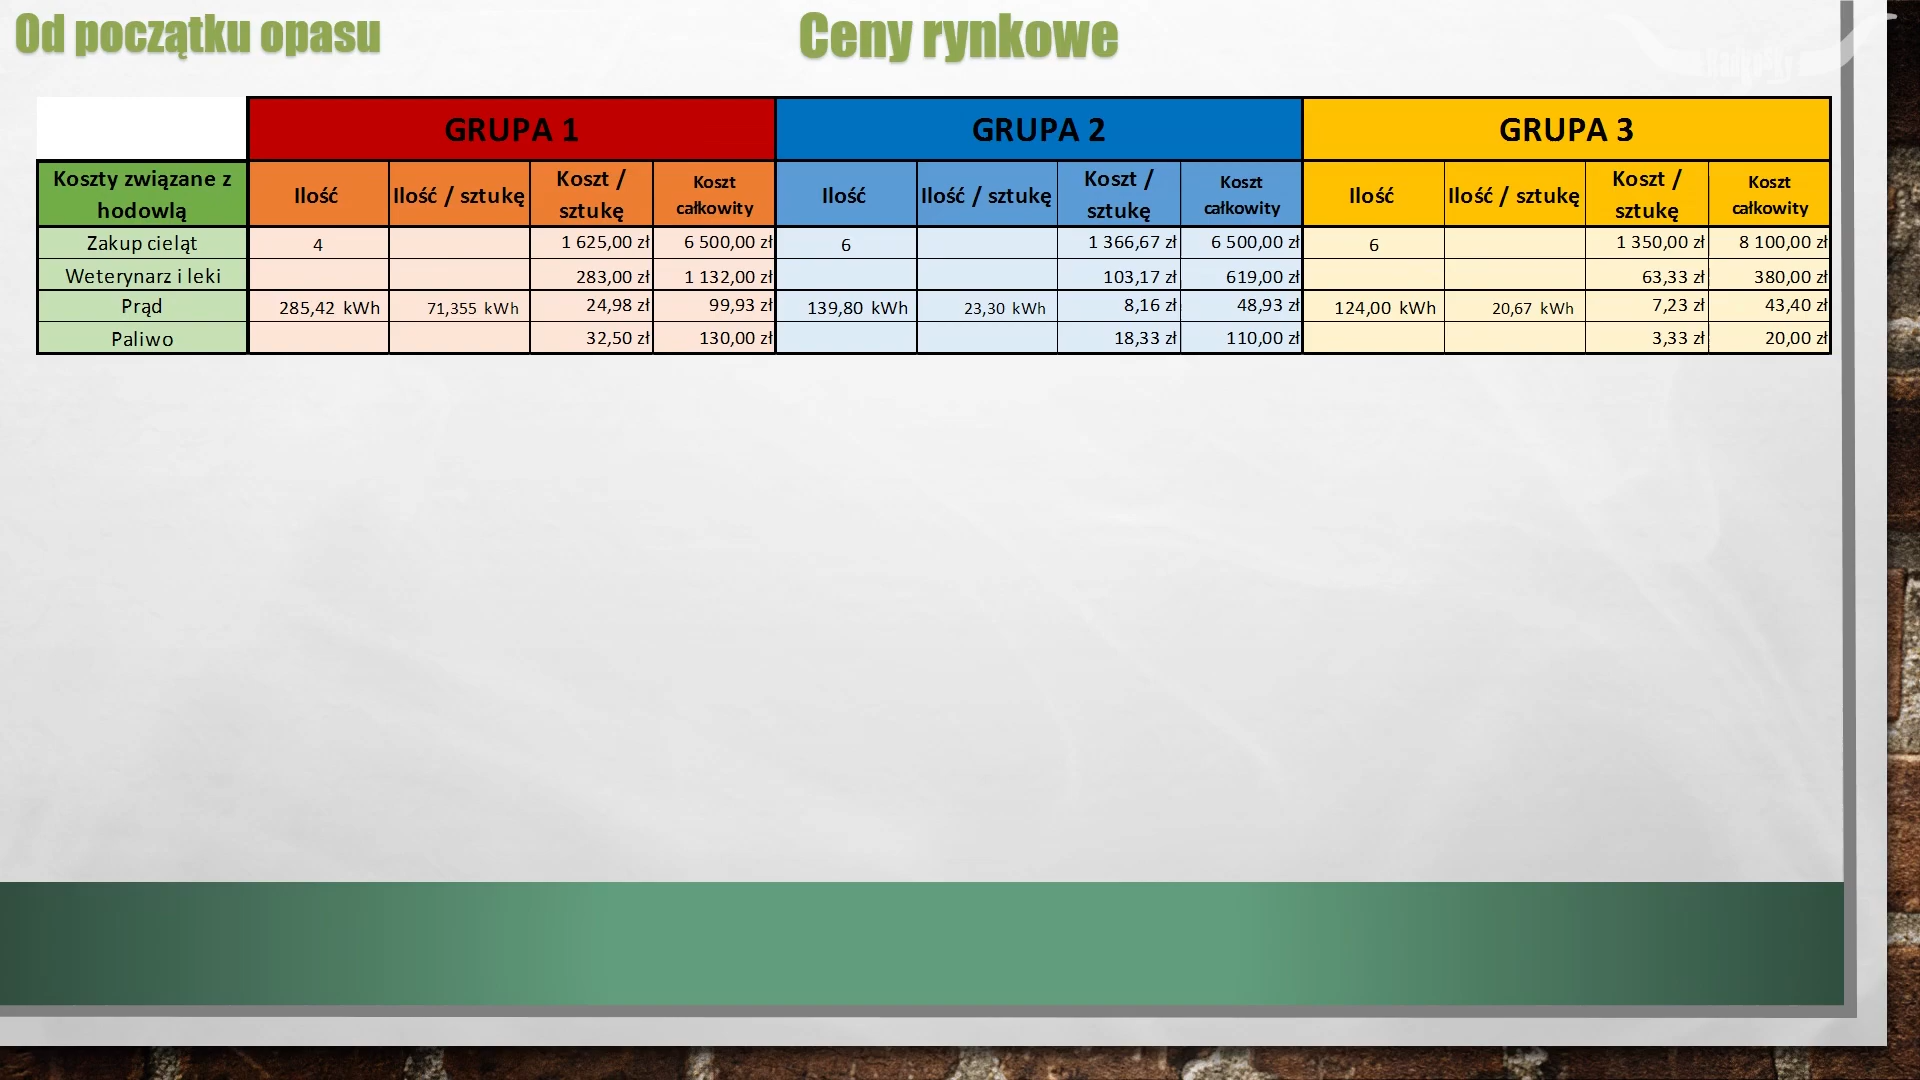 Od początku opasu
Ceny rynkowe
GRUPA 1 GRUPA 2 GRUPA 3
Koszty związane z hodowlą Ilość Ilość / sztukę Koszt / sztukę Koszt całkowity Ilość Ilość / sztukę Koszt / sztukę Koszt całkowity Ilość Ilość / sztukę Koszt / sztukę Koszt całkowity
Zakup cieląt 4 1 625,00 zł 6 500,00 zł 6 1 366,67 zł 6 500,00 zł 6 1 350,00 zł 8 100,00 zł
Weterynarz i leki 283,00 zł 1 132,00 zł 103,17 zł 619,00 zł 63,33 zł 380,00 zł
Prąd 285,42 kWh 71,355 kWh 24,98 zł 99,93 zł 139,80 kWh 23,30 kWh 8,16 zł 48,93 zł 124,00 kWh 20,67 kWh 7,23 zł 43,40 zł
Paliwo 32,50 zł 130,00 zł 18,33 zł 110,00 zł 3,33 zł 20,00 zł